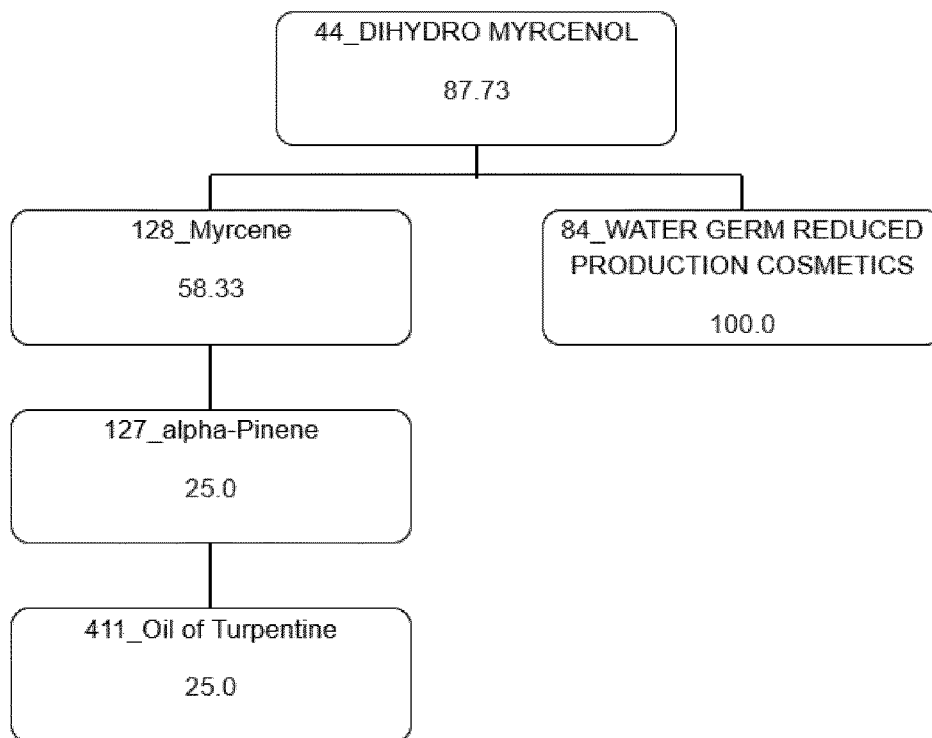 44_DIHYDRO MYRCENOL
87.73
128_Myrcene
58.33
84_WATER GERM REDUCED
PRODUCTION COSMETICS
100.0
127_alpha-Pinene
25.0
411_Oil of Turpentine
25.0